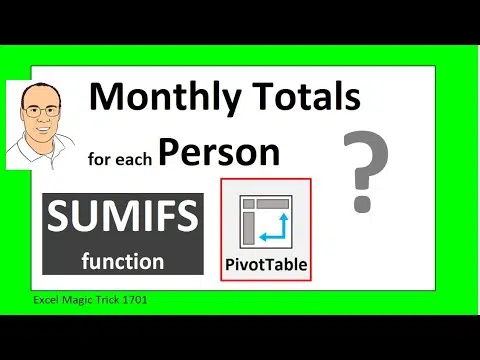 Monthly Totals
for each Person
?
SUMIFS
function
PivotTable
Excel Magic Trick 1701